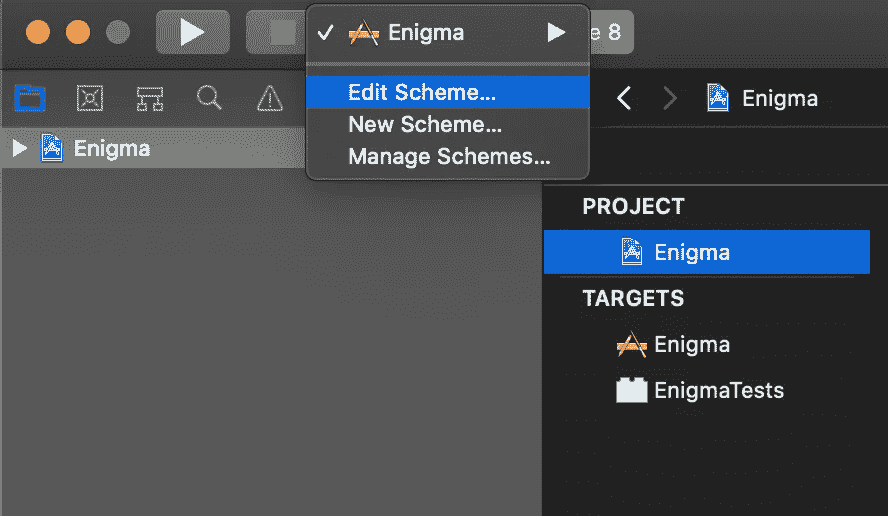 Enigma
e 8
Edit Scheme...
New Scheme...
Manage Schemes...
Enigma
Enigma
PROJECT
Enigma
TARGETS
Enigma
EnigmaTests